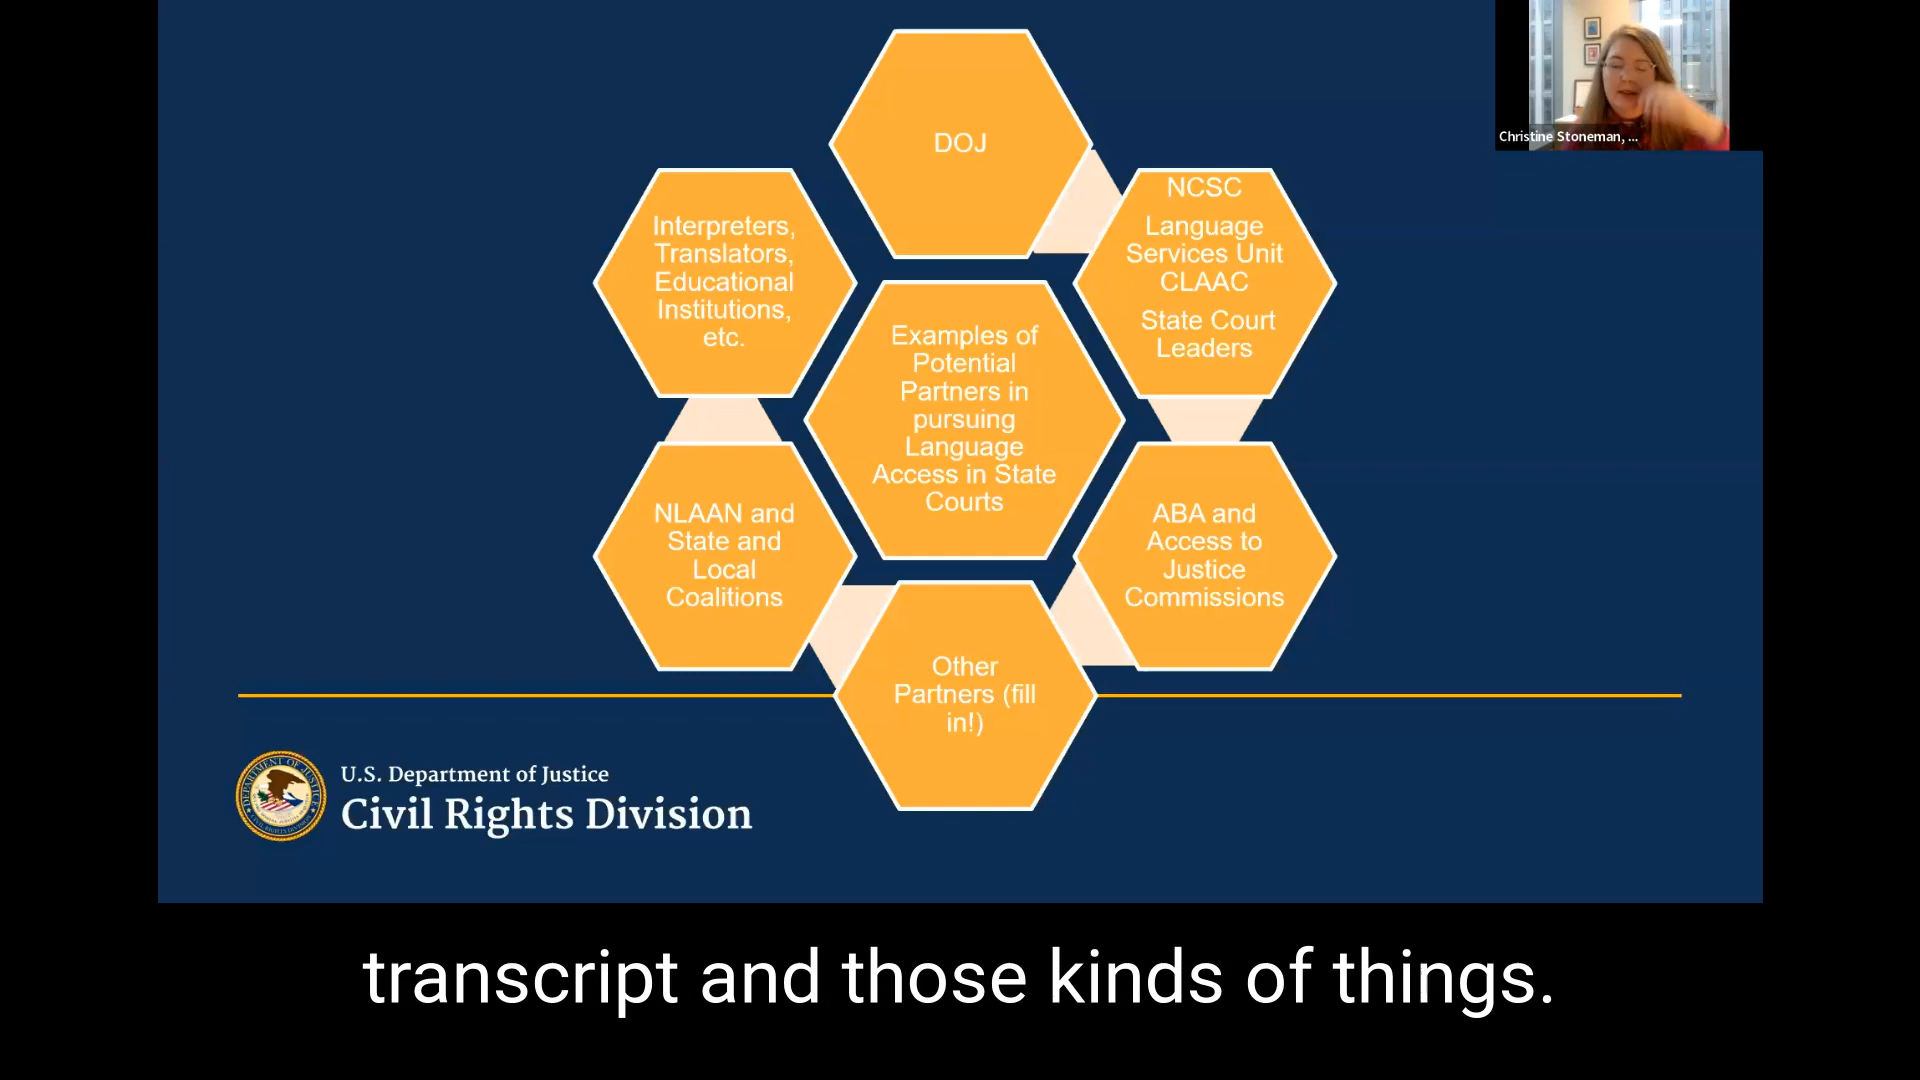 DOJ
Christine Stoneman, ...
NCSC
Language
Services Unit
CLAAC
State Court
Leaders
Interpreters,
Translators,
Educational
Institutions,
etc.
Examples of
Potential
Partners in
pursuing
Language
Access in State
Courts
NLAAN and
State and
Local
Coalitions
ABA and
Access to
Justice
Commissions
Other
Partners (fill
in!)
U.S. Department of Justice
Civil Rights Division
transcript and those kinds of things.